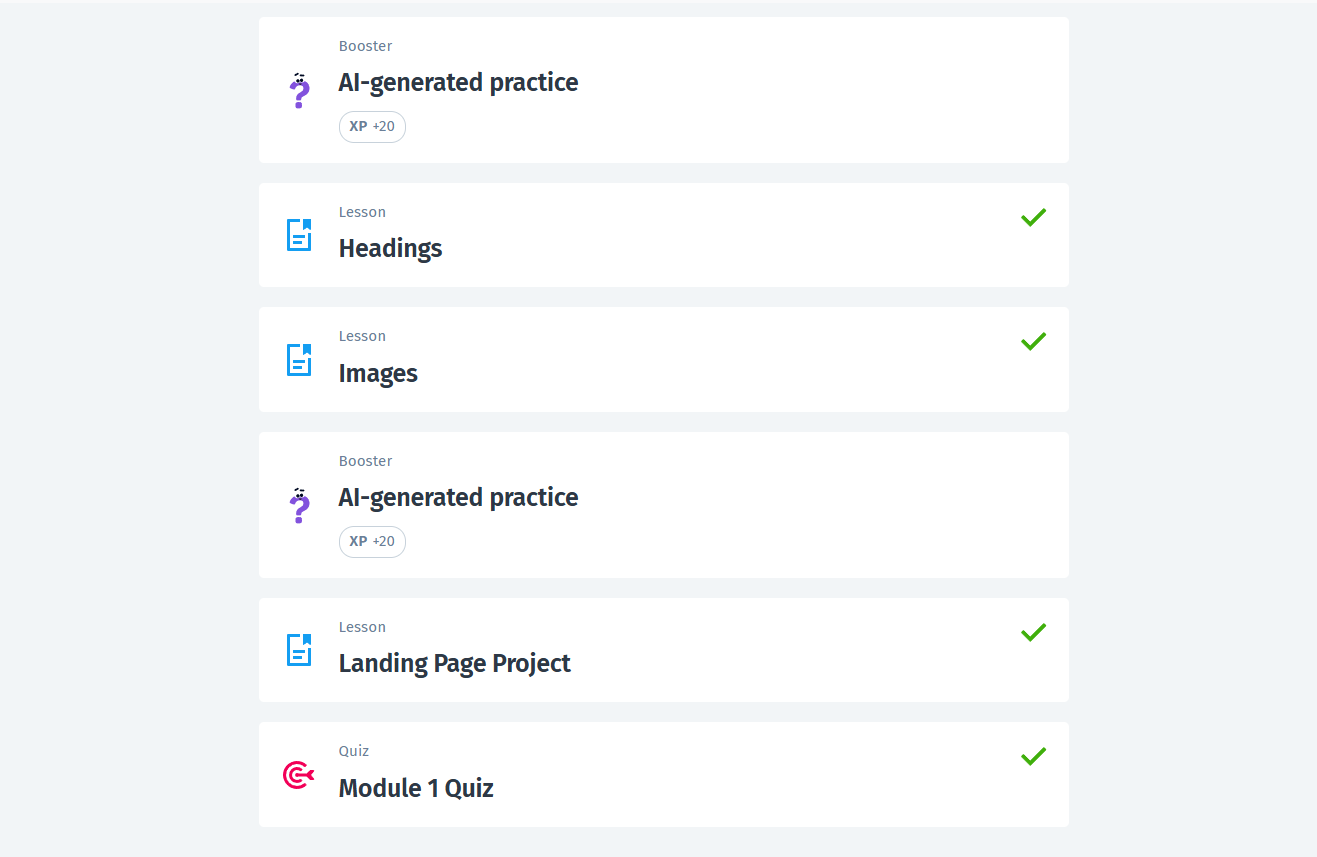 Booster
AI-generated practice
XP +20
Lesson
Headings
Lesson
Images
Booster
AI-generated practice
XP +20
Lesson
Landing Page Project
Quiz
Module 1 Quiz